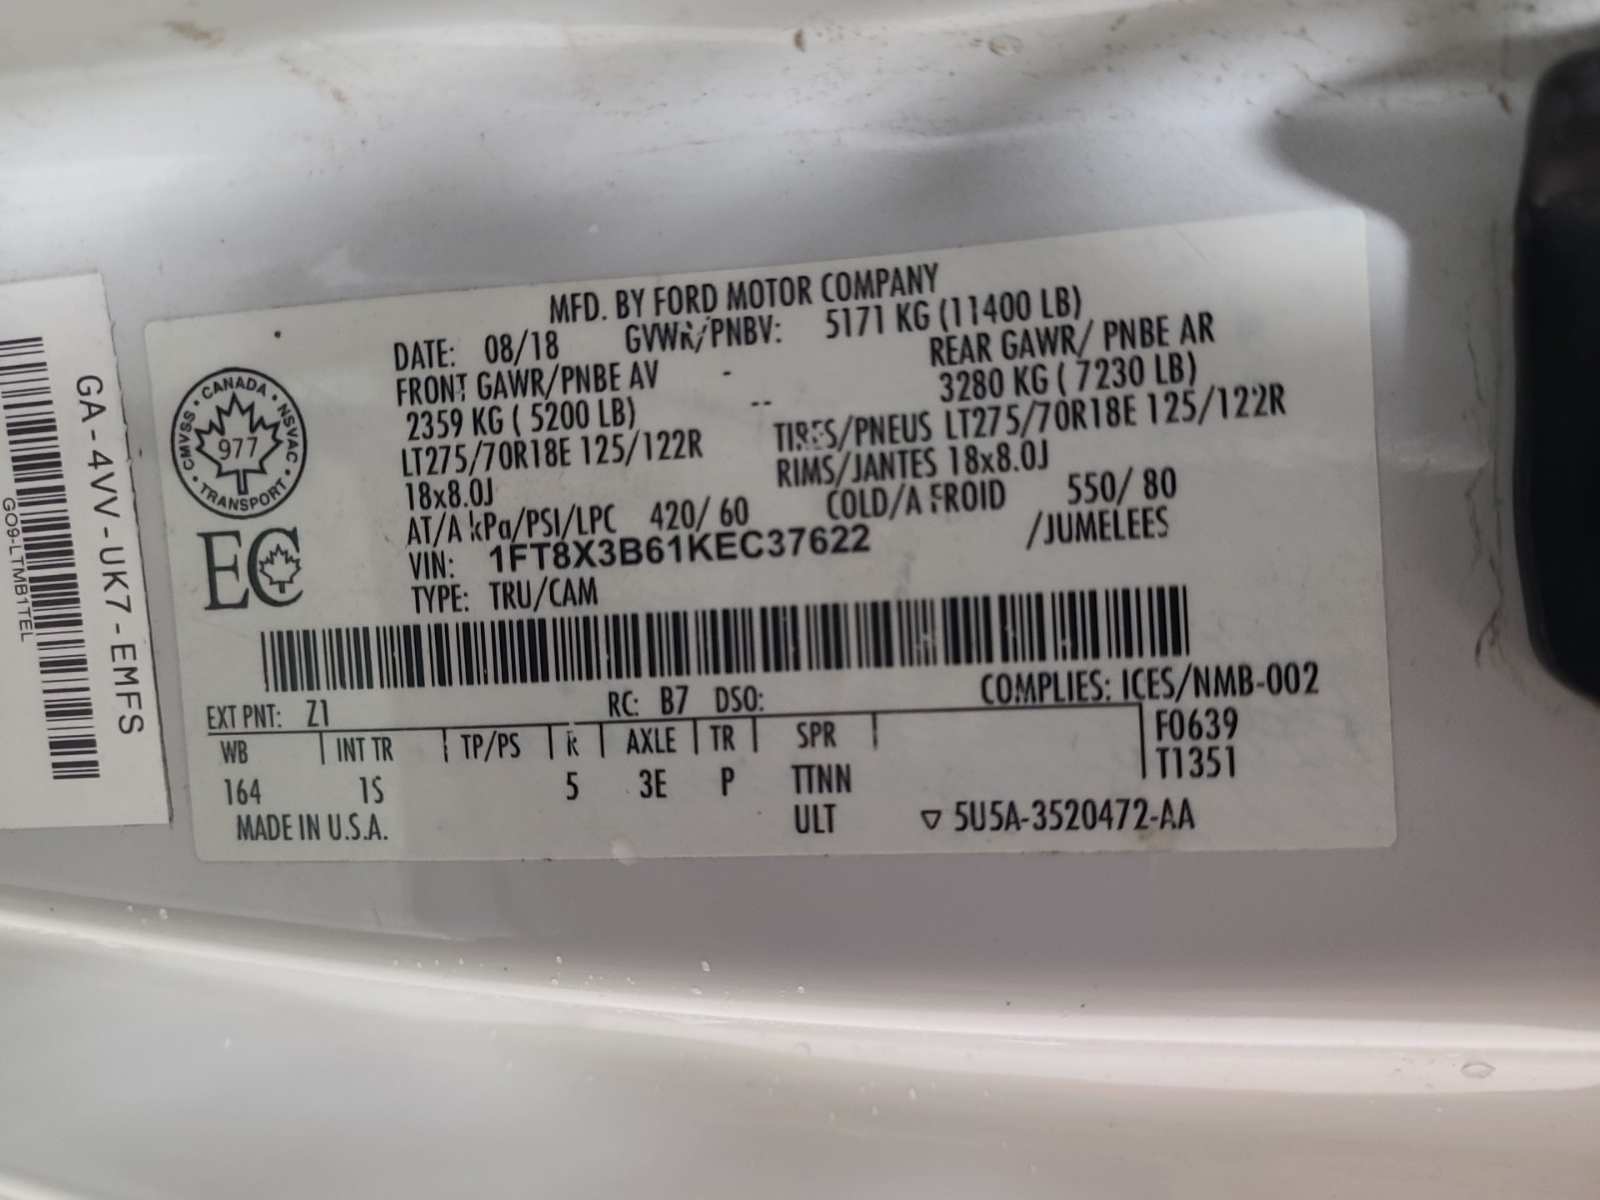 MFD. BY FORD MOTOR COMPANY
DATE: 08/18 GVWR/PNBV: 5171 KG (11400 LB)
FRONT GAWR/PNBE AV - REAR GAWR/ PNBE AR
2359 KG ( 5200 LB) -- 3280 KG ( 7230 LB)
LT275/70R18E 125/122R TIRES/PNEUS LT275/70R18E 125/122R
18x8.0J RIMS/JANTES 18x8.0J
AT/A kPa/PSI/LPC 420/ 60 COLD/A FROID 550/ 80
VIN: 1FT8X3B61KEC37622 /JUMELEES
TYPE: TRU/CAM
CANADA • NSVAC • TRANSPORT • CMVSS •
977
EC
EXT PNT: Z1 RC: B7 DSO: COMPLIES: ICES/NMB-002
WB INT TR TP/PS R AXLE TR SPR F0639
164 1S 5 3E P TTNN T1351
MADE IN U.S.A. ULT ▽ 5U5A-3520472-AA
GA-4VV-UK7-EMFS
GO9-LTMB1TEL